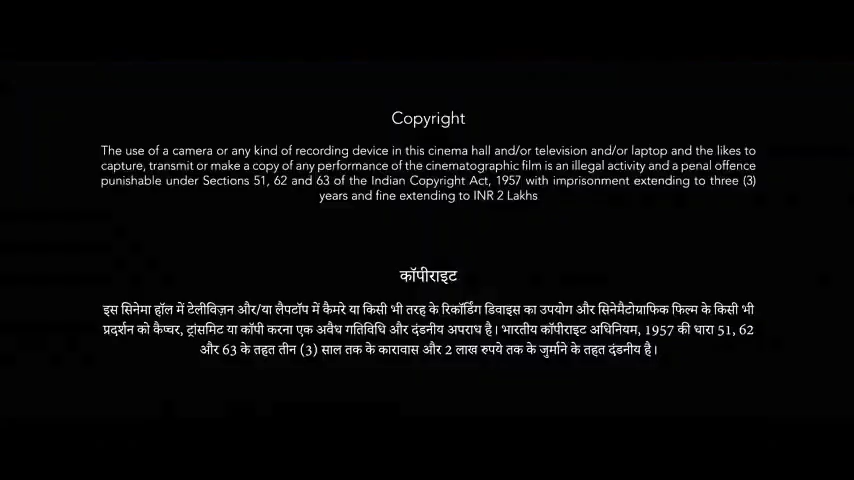 Copyright
The use of a camera or any kind of recording device in this cinema hall and/or television and/or laptop and the likes to
capture, transmit or make a copy of any performance of the cinematographic film is an illegal activity and a penal offence
punishable under Sections 51, 62 and 63 of the Indian Copyright Act, 1957 with imprisonment extending to three (3)
years and fine extending to INR 2 Lakhs
कॉपीराइट
इस सिनेमा हॉल में टेलीविज़न और/या लैपटॉप में कैमरे या किसी भी तरह के रिकॉर्डिंग डिवाइस का उपयोग और सिनेमैटोग्राफिक फिल्म के किसी भी
प्रदर्शन को कैप्चर, ट्रांसमिट या कॉपी करना एक अवैध गतिविधि और दंडनीय अपराध है। भारतीय कॉपीराइट अधिनियम, 1957 की धारा 51, 62
और 63 के तहत तीन (3) साल तक के कारावास और 2 लाख रुपये तक के जुर्माने के तहत दंडनीय है।